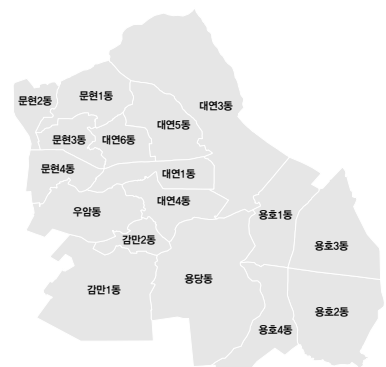 문현1동
문현2동
대연3동
대연5동
문현3동
대연6동
문현4동
대연1동
대연4동
우암동
용호1동
감만2동
용호3동
용당동
감만1동
용호2동
용호4동